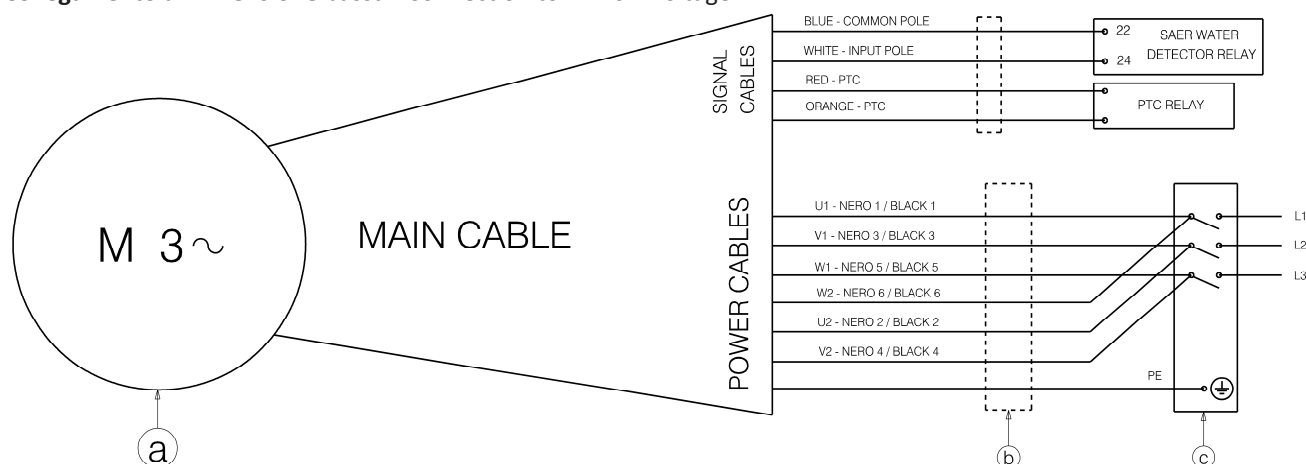 BLUE - COMMON POLE
WHITE - INPUT POLE
RED - PTC
ORANGE - PTC
SIGNAL
CABLES
22
24
SAER WATER
DETECTOR RELAY
PTC RELAY
M 3~
MAIN CABLE
POWER CABLES
U1 - NERO 1 / BLACK 1
V1 - NERO 3 / BLACK 3
W1 - NERO 5 / BLACK 5
W2 - NERO 6 / BLACK 6
U2 - NERO 2 / BLACK 2
V2 - NERO 4 / BLACK 4
PE
L1
L2
L3
a
b
c